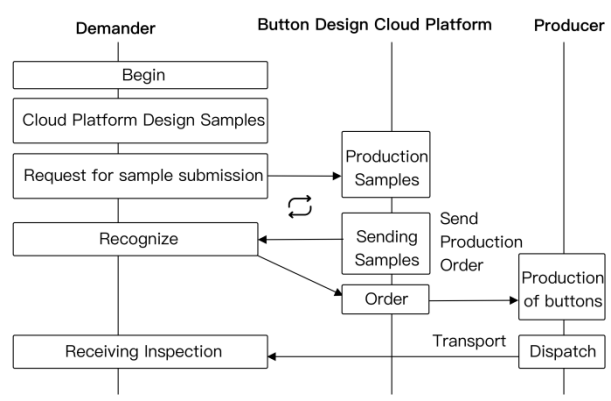 Demander
Button Design Cloud Platform
Producer
Begin
Cloud Platform Design Samples
Request for sample submission
Production
Samples
Recognize
Sending
Samples
Send
Production
Order
Order
Production
of buttons
Receiving Inspection
Transport
Dispatch